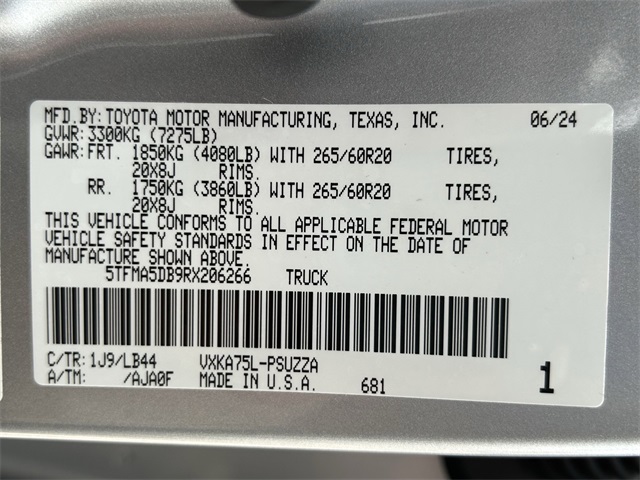 MFD.BY: TOYOTA MOTOR MANUFACTURING, TEXAS, INC. 06/24
GVWR: 3300KG (7275LB)
GAWR: FRT. 1850KG (4080LB) WITH 265/60R20 TIRES,
20X8J RIMS.
RR. 1750KG (3860LB) WITH 265/60R20 TIRES,
20X8J RIMS.
THIS VEHICLE CONFORMS TO ALL APPLICABLE FEDERAL MOTOR
VEHICLE SAFETY STANDARDS IN EFFECT ON THE DATE OF
MANUFACTURE SHOWN ABOVE.
5TFMA5DB9RX206266 TRUCK
C/TR: 1J9/LB44 VXKA75L-PSUZZA
A/TM: /AJA0F MADE IN U.S.A. 681 1